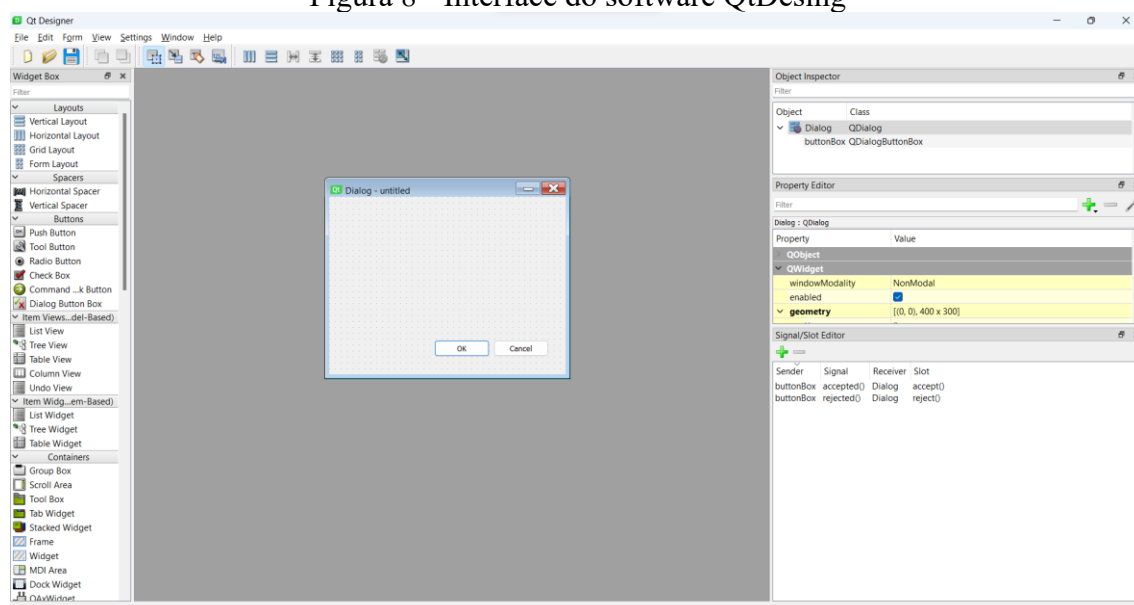 Figura 8 - Interface do software QtDesing
Qt Designer
File Edit Form View Settings Window Help
Widget Box
Filter
Layouts
Vertical Layout
Horizontal Layout
Grid Layout
Form Layout
Spacers
Horizontal Spacer
Vertical Spacer
Buttons
Push Button
Tool Button
Radio Button
Check Box
Command ...k Button
Dialog Button Box
Item Views...del-Based)
List View
Tree View
Table View
Column View
Undo View
Item Widg...em-Based)
List Widget
Tree Widget
Table Widget
Containers
Group Box
Scroll Area
Tool Box
Tab Widget
Stacked Widget
Frame
Widget
MDI Area
Dock Widget
QAxWidget
Dialog - untitled
OK Cancel
Object Inspector
Filter
Object Class
Dialog QDialog
buttonBox QDialogButtonBox
Property Editor
Filter
Dialog : QDialog
Property Value
QObject
QWidget
windowModality NonModal
enabled
geometry [(0, 0), 400 x 300]
Signal/Slot Editor
Sender Signal Receiver Slot
buttonBox accepted() Dialog accept()
buttonBox rejected() Dialog reject()